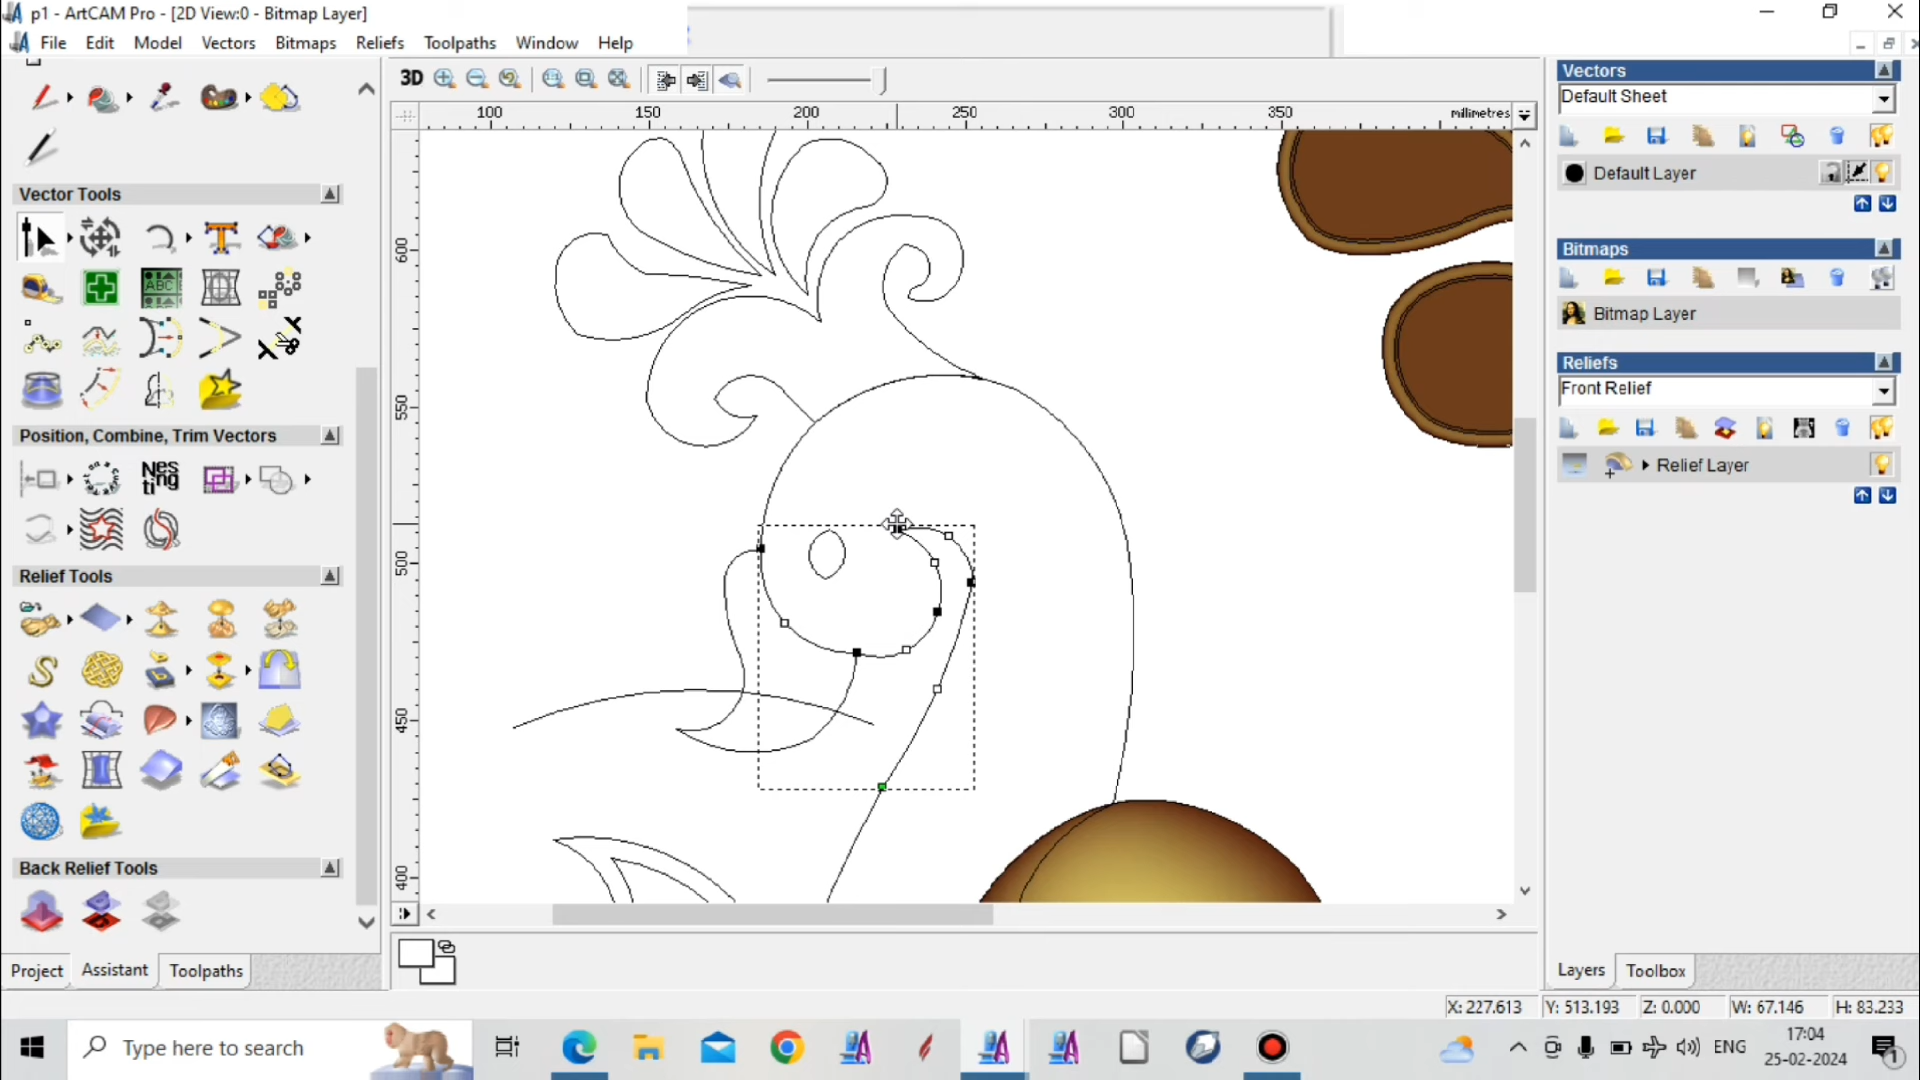 p1 - ArtCAM Pro - [2D View:0 - Bitmap Layer]
File Edit Model Vectors Bitmaps Reliefs Toolpaths Window Help
3D
100 150 200 250 300 350 millimetres
600
550
500
450
400
Vector Tools
ABC
Position, Combine, Trim Vectors
Nes
ti
Relief Tools
Back Relief Tools
Project Assistant Toolpaths
Vectors
Default Sheet
Default Layer
Bitmaps
Bitmap Layer
Reliefs
Front Relief
Relief Layer
Layers Toolbox
X: 227.613 Y: 513.193 Z: 0.000 W: 67.146 H: 83.233
Type here to search
ENG
17:04
25-02-2024
1